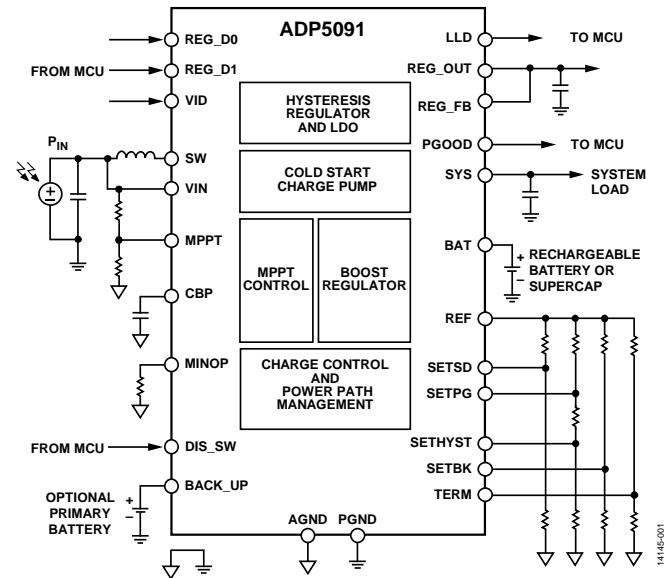 ADP5091
REG_D0
FROM MCU
REG_D1
VID
PIN
SW
VIN
MPPT
CBP
MINOP
FROM MCU
DIS_SW
BACK_UP
OPTIONAL
PRIMARY
BATTERY
HYSTERESIS
REGULATOR
AND LDO
COLD START
CHARGE PUMP
MPPT
CONTROL
BOOST
REGULATOR
CHARGE CONTROL
AND
POWER PATH
MANAGEMENT
AGND
PGND
LLD
TO MCU
REG_OUT
REG_FB
PGOOD
TO MCU
SYS
SYSTEM
LOAD
BAT
+
RECHARGEABLE
BATTERY OR
SUPERCAP
–
REF
SETSD
SETPG
SETHYST
SETBK
TERM
14145-001